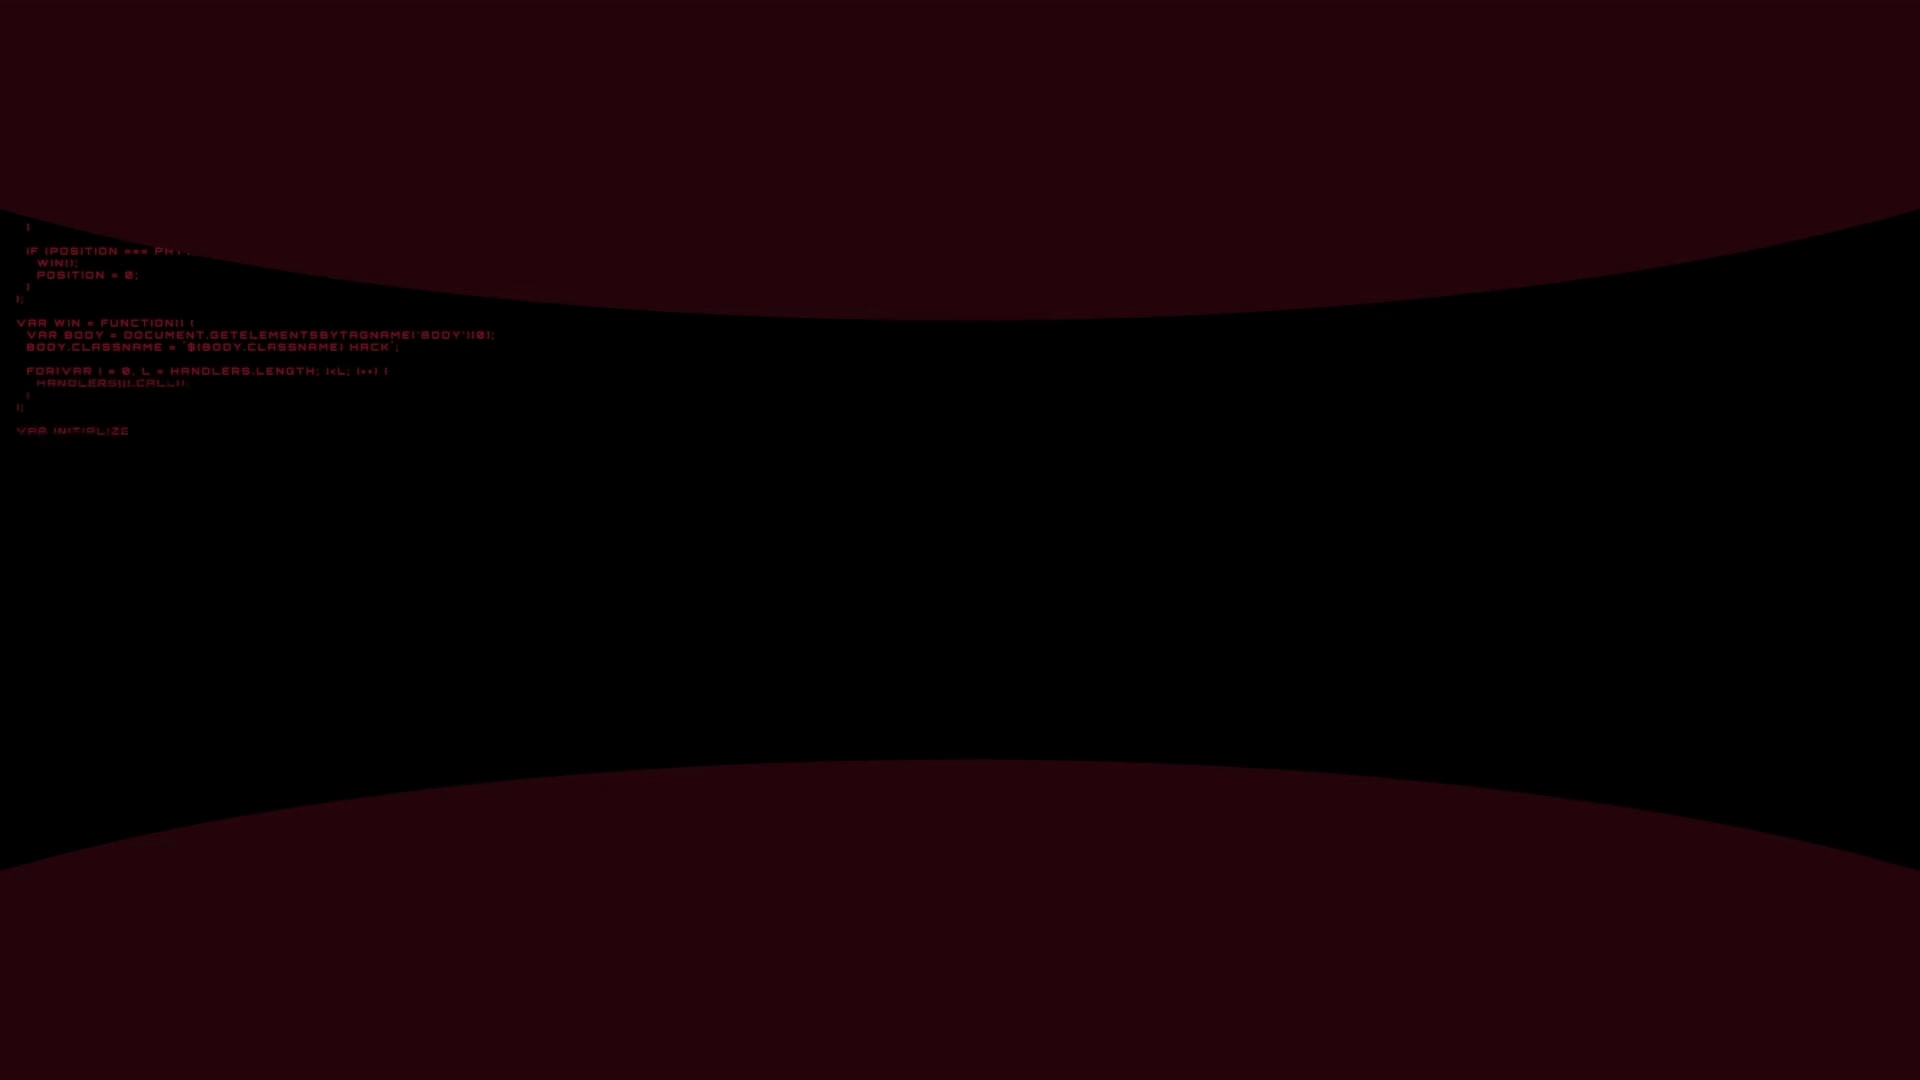 }
IF (POSITION ===
WIN();
POSITION = 0;
}
};
VAR WIN = FUNCTION() {
VAR BODY = DOCUMENT.GETELEMENTSBYTAGNAME('BODY')[0];
BODY.CLASSNAME = `${BODY.CLASSNAME} HACK`;
FOR(VAR I = 0, L = HANDLERS.LENGTH; I<L; I++) {
HANDLERS[I].CALL();
}
};
VAR INITIALIZE